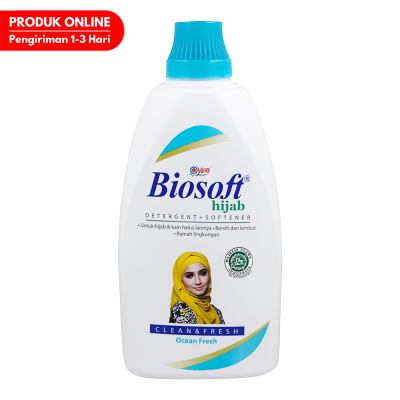 PRODUK ONLINE
Pengiriman 1-3 Hari
YURI
Biosoft®
hijab
DETERGENT + SOFTENER
• Untuk hijab & kain halus lainnya • Bersih dan lembut
• Ramah lingkungan
CLEAN & FRESH
Ocean Fresh